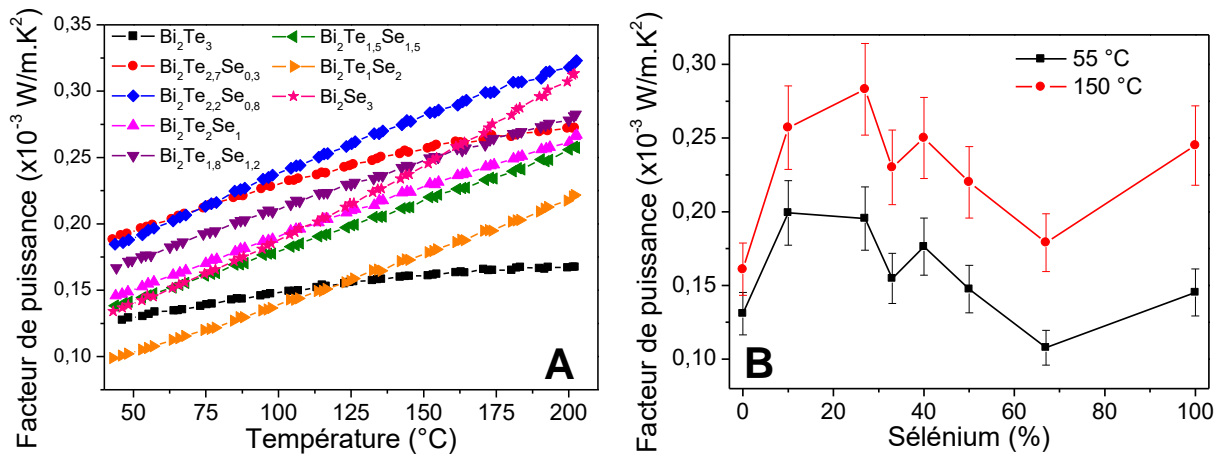 Facteur de puissance (x10⁻³ W/m.K²)
0,35
0,30
0,25
0,20
0,15
0,10
Bi₂Te₃
Bi₂Te₂,₇Se₀,₃
Bi₂Te₂,₂Se₀,₈
Bi₂Te₂Se₁
Bi₂Te₁,₈Se₁,₂
Bi₂Te₁,₅Se₁,₅
Bi₂Te₁Se₂
Bi₂Se₃
A
50 75 100 125 150 175 200
Température (°C)
Facteur de puissance (x10⁻³ W/m.K²)
0,30
0,25
0,20
0,15
0,10
55 °C
150 °C
B
0 20 40 60 80 100
Sélénium (%)